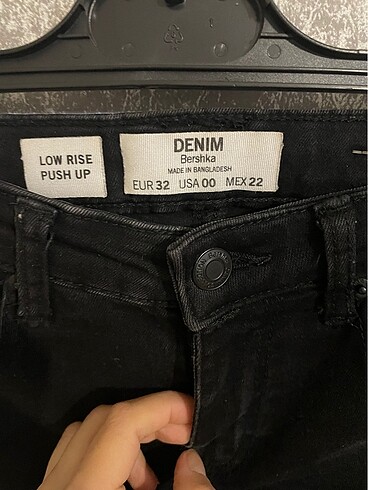 LOW RISE
PUSH UP
DENIM
Bershka
MADE IN BANGLADESH
EUR 32 USA 00 MEX 22